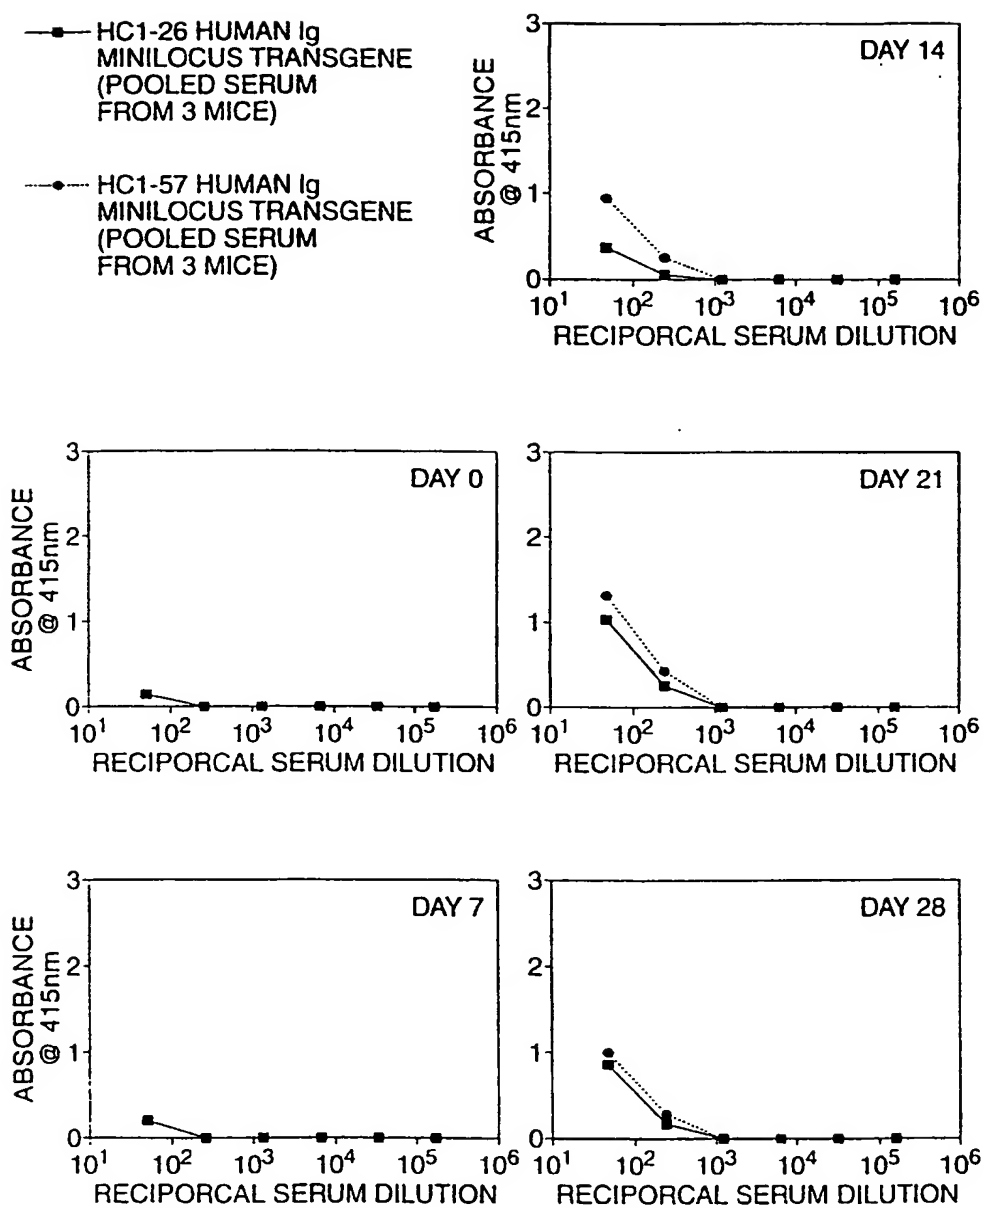 HC1-26 HUMAN Ig
MINILOCUS TRANSGENE
(POOLED SERUM
FROM 3 MICE)
HC1-57 HUMAN Ig
MINILOCUS TRANSGENE
(POOLED SERUM
FROM 3 MICE)
DAY 14
ABSORBANCE
@ 415nm
3
2
1
0
10¹ 10² 10³ 10⁴ 10⁵ 10⁶
RECIPORCAL SERUM DILUTION
DAY 0
ABSORBANCE
@ 415nm
3
2
1
0
10¹ 10² 10³ 10⁴ 10⁵ 10⁶
RECIPORCAL SERUM DILUTION
DAY 21
3
2
1
0
10¹ 10² 10³ 10⁴ 10⁵ 10⁶
RECIPORCAL SERUM DILUTION
DAY 7
ABSORBANCE
@ 415nm
3
2
1
0
10¹ 10² 10³ 10⁴ 10⁵ 10⁶
RECIPORCAL SERUM DILUTION
DAY 28
3
2
1
0
10¹ 10² 10³ 10⁴ 10⁵ 10⁶
RECIPORCAL SERUM DILUTION